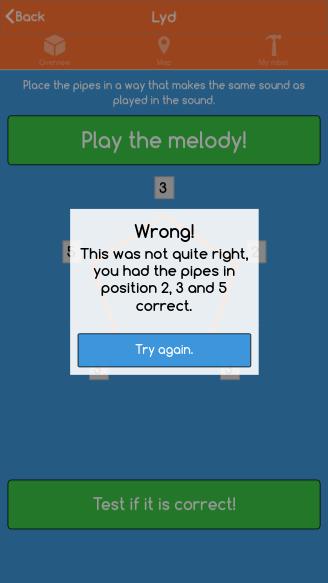 Back
Lyd
Overview
Map
My robot
Place the pipes in a way that makes the same sound as
played in the sound.
Play the melody!
3
5
2
Wrong!
This was not quite right,
you had the pipes in
position 2, 3 and 5
correct.
Try again.
Test if it is correct!